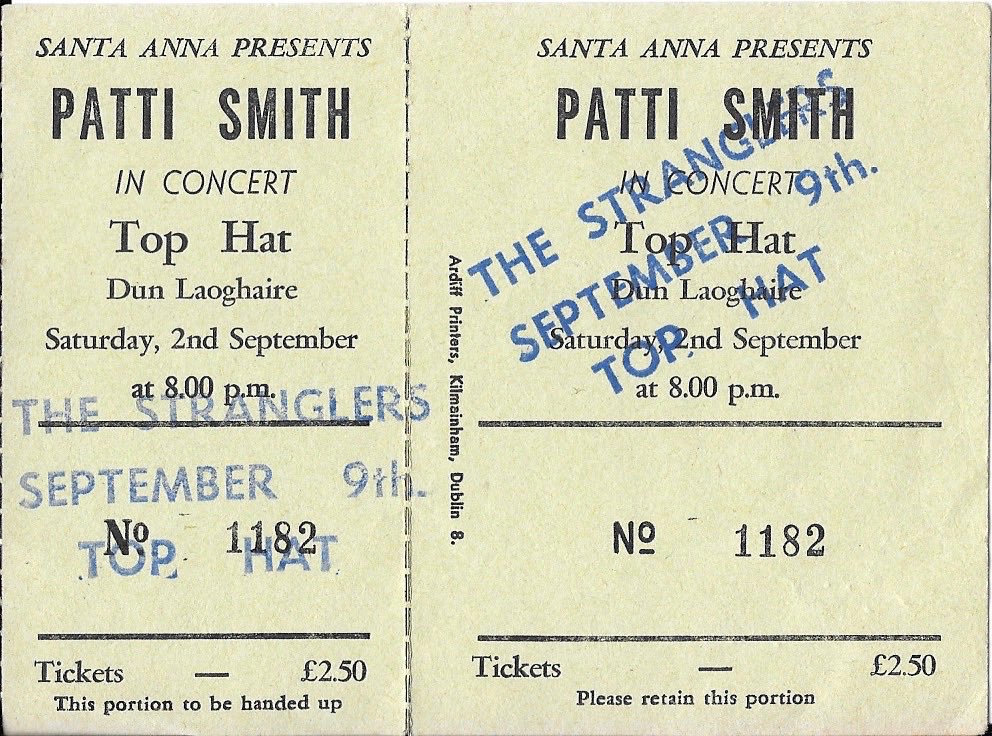 SANTA ANNA PRESENTS
PATTI SMITH
IN CONCERT
Top Hat
Dun Laoghaire
Saturday, 2nd September
at 8.00 p.m.
THE STRANGLERS
SEPTEMBER 9th.
TOP HAT
No 1182
Tickets — £2.50
This portion to be handed up
Ardiff Printers, Kilmainham, Dublin 8.
SANTA ANNA PRESENTS
PATTI SMITH
IN CONCERT
Top Hat
Dun Laoghaire
Saturday, 2nd September
at 8.00 p.m.
THE STRANGLERS
SEPTEMBER 9th.
TOP HAT
No 1182
Tickets — £2.50
Please retain this portion